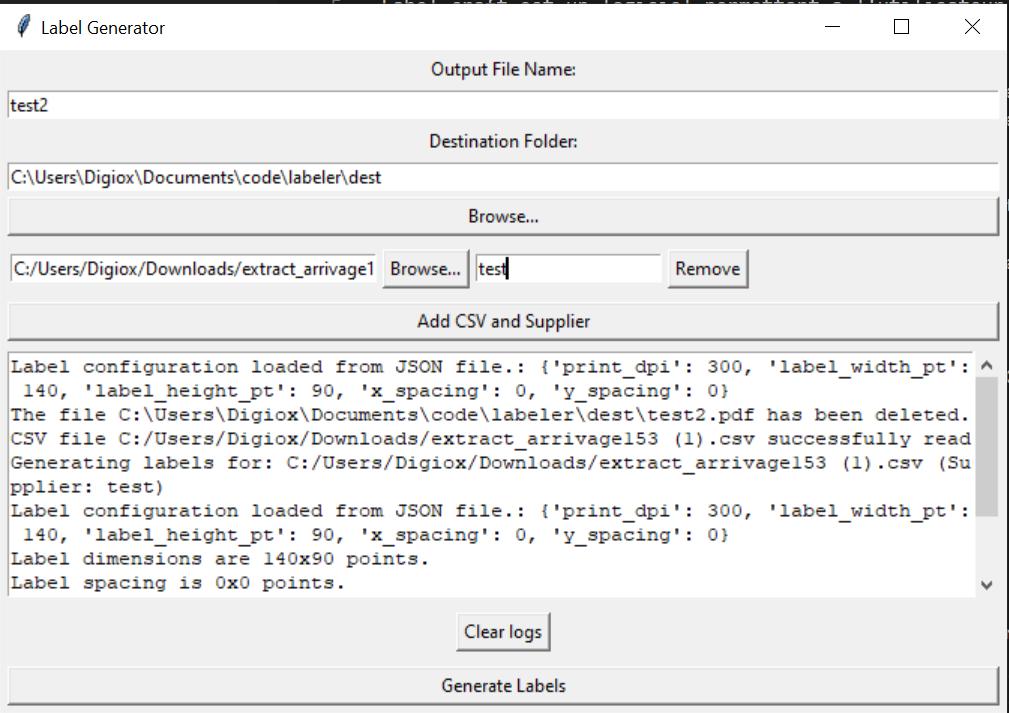 Label Generator
Output File Name:
test2
Destination Folder:
C:\Users\Digiox\Documents\code\labeler\dest
Browse...
C:/Users/Digiox/Downloads/extract_arrivage1 Browse... test Remove
Add CSV and Supplier
Label configuration loaded from JSON file.: {'print_dpi': 300, 'label_width_pt':
140, 'label_height_pt': 90, 'x_spacing': 0, 'y_spacing': 0}
The file C:\Users\Digiox\Documents\code\labeler\dest\test2.pdf has been deleted.
CSV file C:/Users/Digiox/Downloads/extract_arrivage153 (1).csv successfully read
Generating labels for: C:/Users/Digiox/Downloads/extract_arrivage153 (1).csv (Su
pplier: test)
Label configuration loaded from JSON file.: {'print_dpi': 300, 'label_width_pt':
140, 'label_height_pt': 90, 'x_spacing': 0, 'y_spacing': 0}
Label dimensions are 140x90 points.
Label spacing is 0x0 points.
Clear logs
Generate Labels